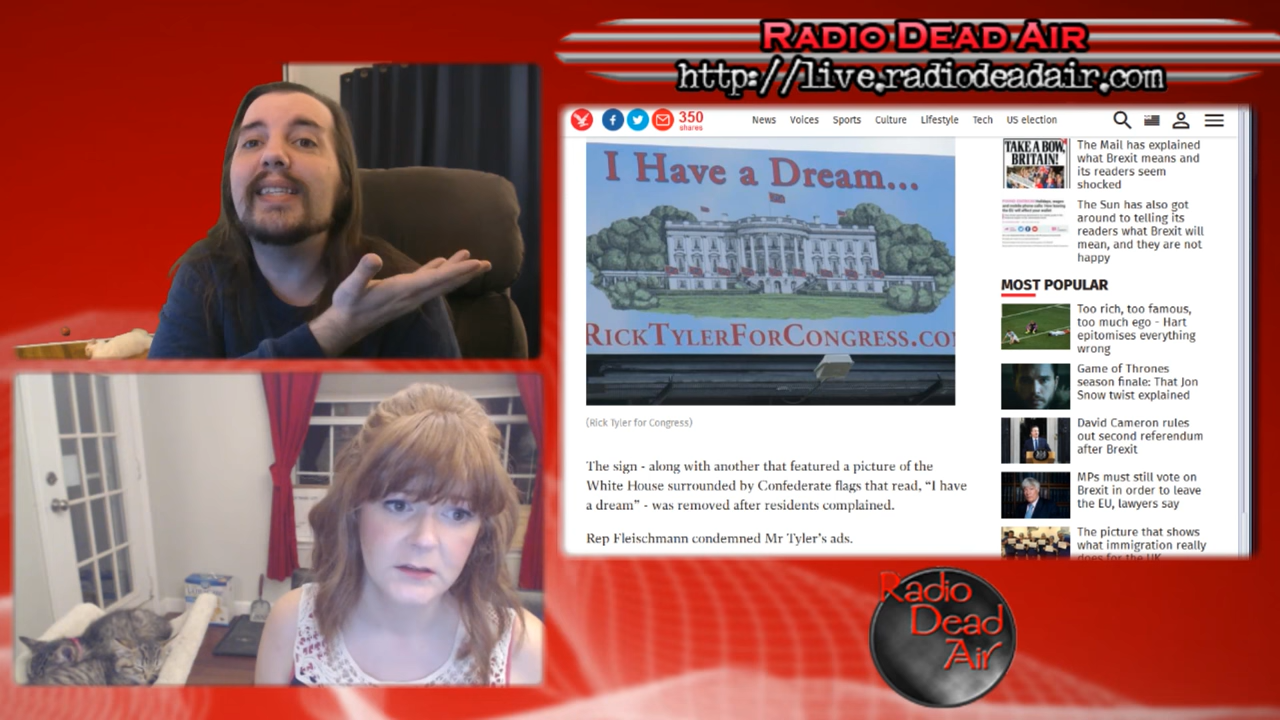 RADIO DEAD AIR
http://live.radiodeadair.com
350
shares
News Voices Sports Culture Lifestyle Tech US election
I Have a Dream...
RICKTYLERFORCONGRESS.CO
(Rick Tyler for Congress)
The sign - along with another that featured a picture of the
White House surrounded by Confederate flags that read, “I have
a dream” - was removed after residents complained.
Rep Fleischmann condemned Mr Tyler’s ads.
TAKE A BOW,
BRITAIN!
The Mail has explained
what Brexit means and
its readers seem
shocked
The Sun has also got
around to telling its
readers what Brexit will
mean, and they are not
happy
MOST POPULAR
Too rich, too famous,
too much ego - Hart
epitomises everything
wrong
Game of Thrones
season finale: That Jon
Snow twist explained
David Cameron rules
out second referendum
after Brexit
MPs must still vote on
Brexit in order to leave
the EU, lawyers say
The picture that shows
what immigration really
does for the UK
Radio
Dead
Air